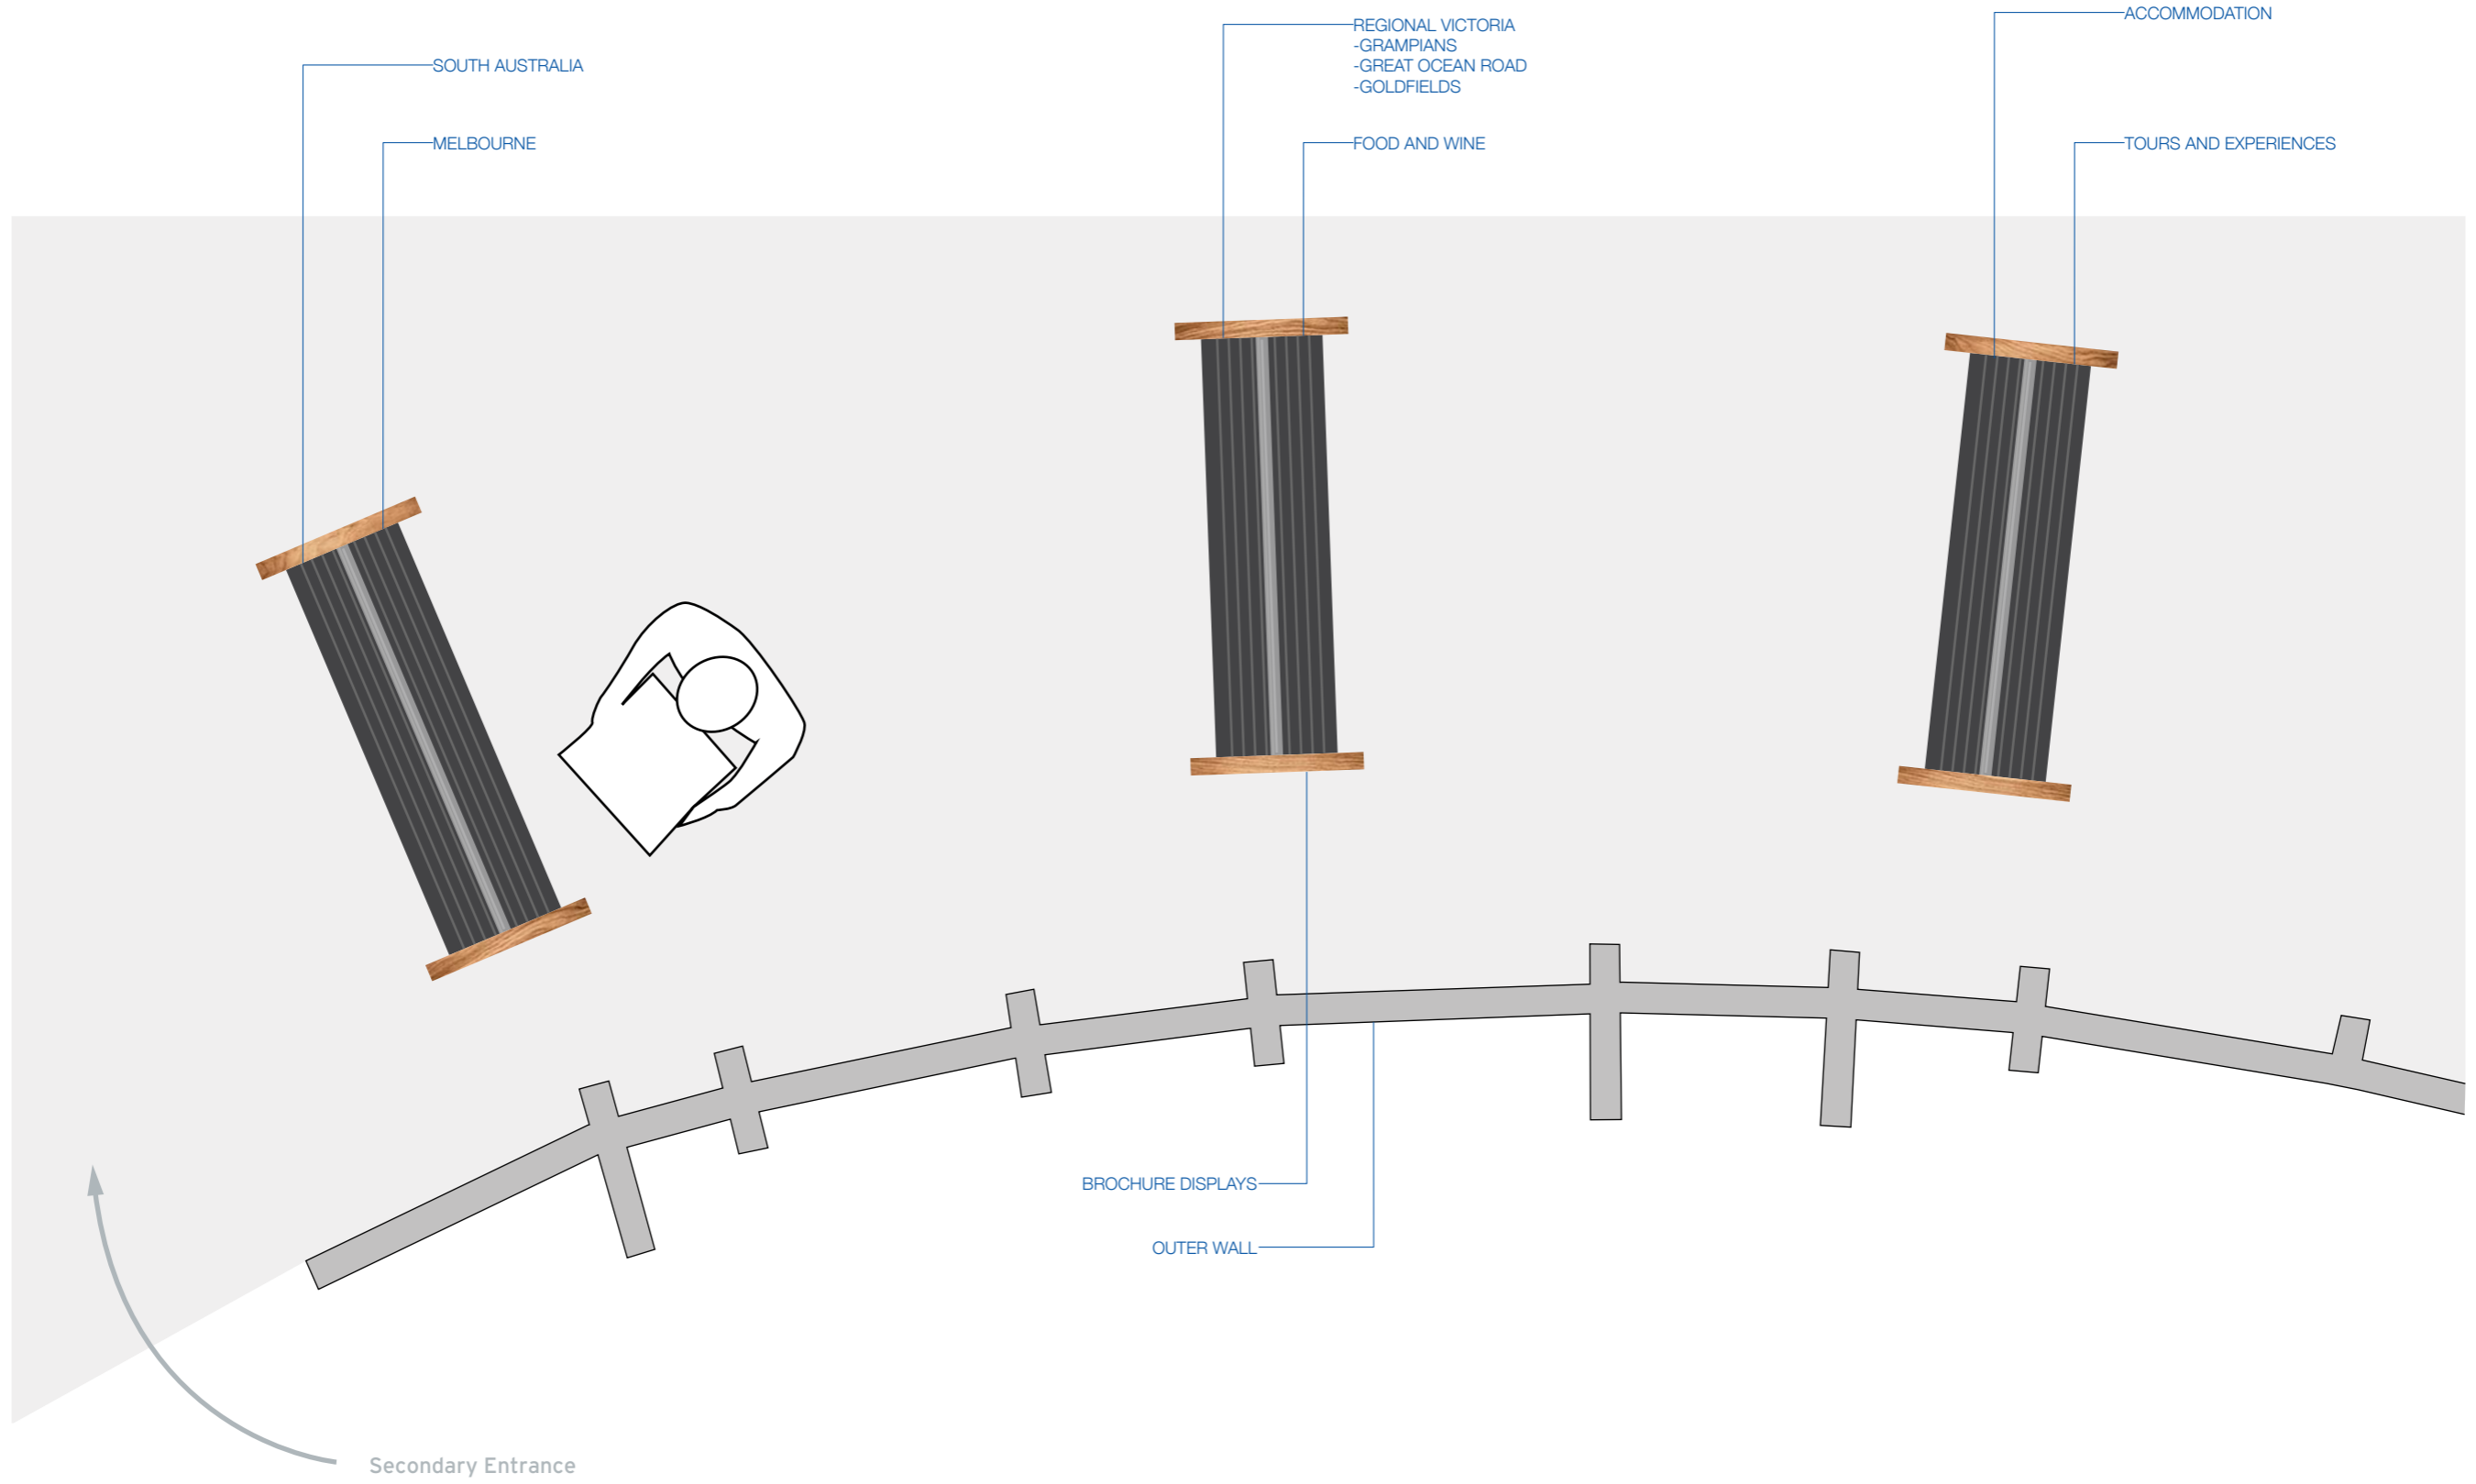 SOUTH AUSTRALIA
MELBOURNE
REGIONAL VICTORIA
-GRAMPIANS
-GREAT OCEAN ROAD
-GOLDFIELDS
FOOD AND WINE
ACCOMMODATION
TOURS AND EXPERIENCES
BROCHURE DISPLAYS
OUTER WALL
Secondary Entrance